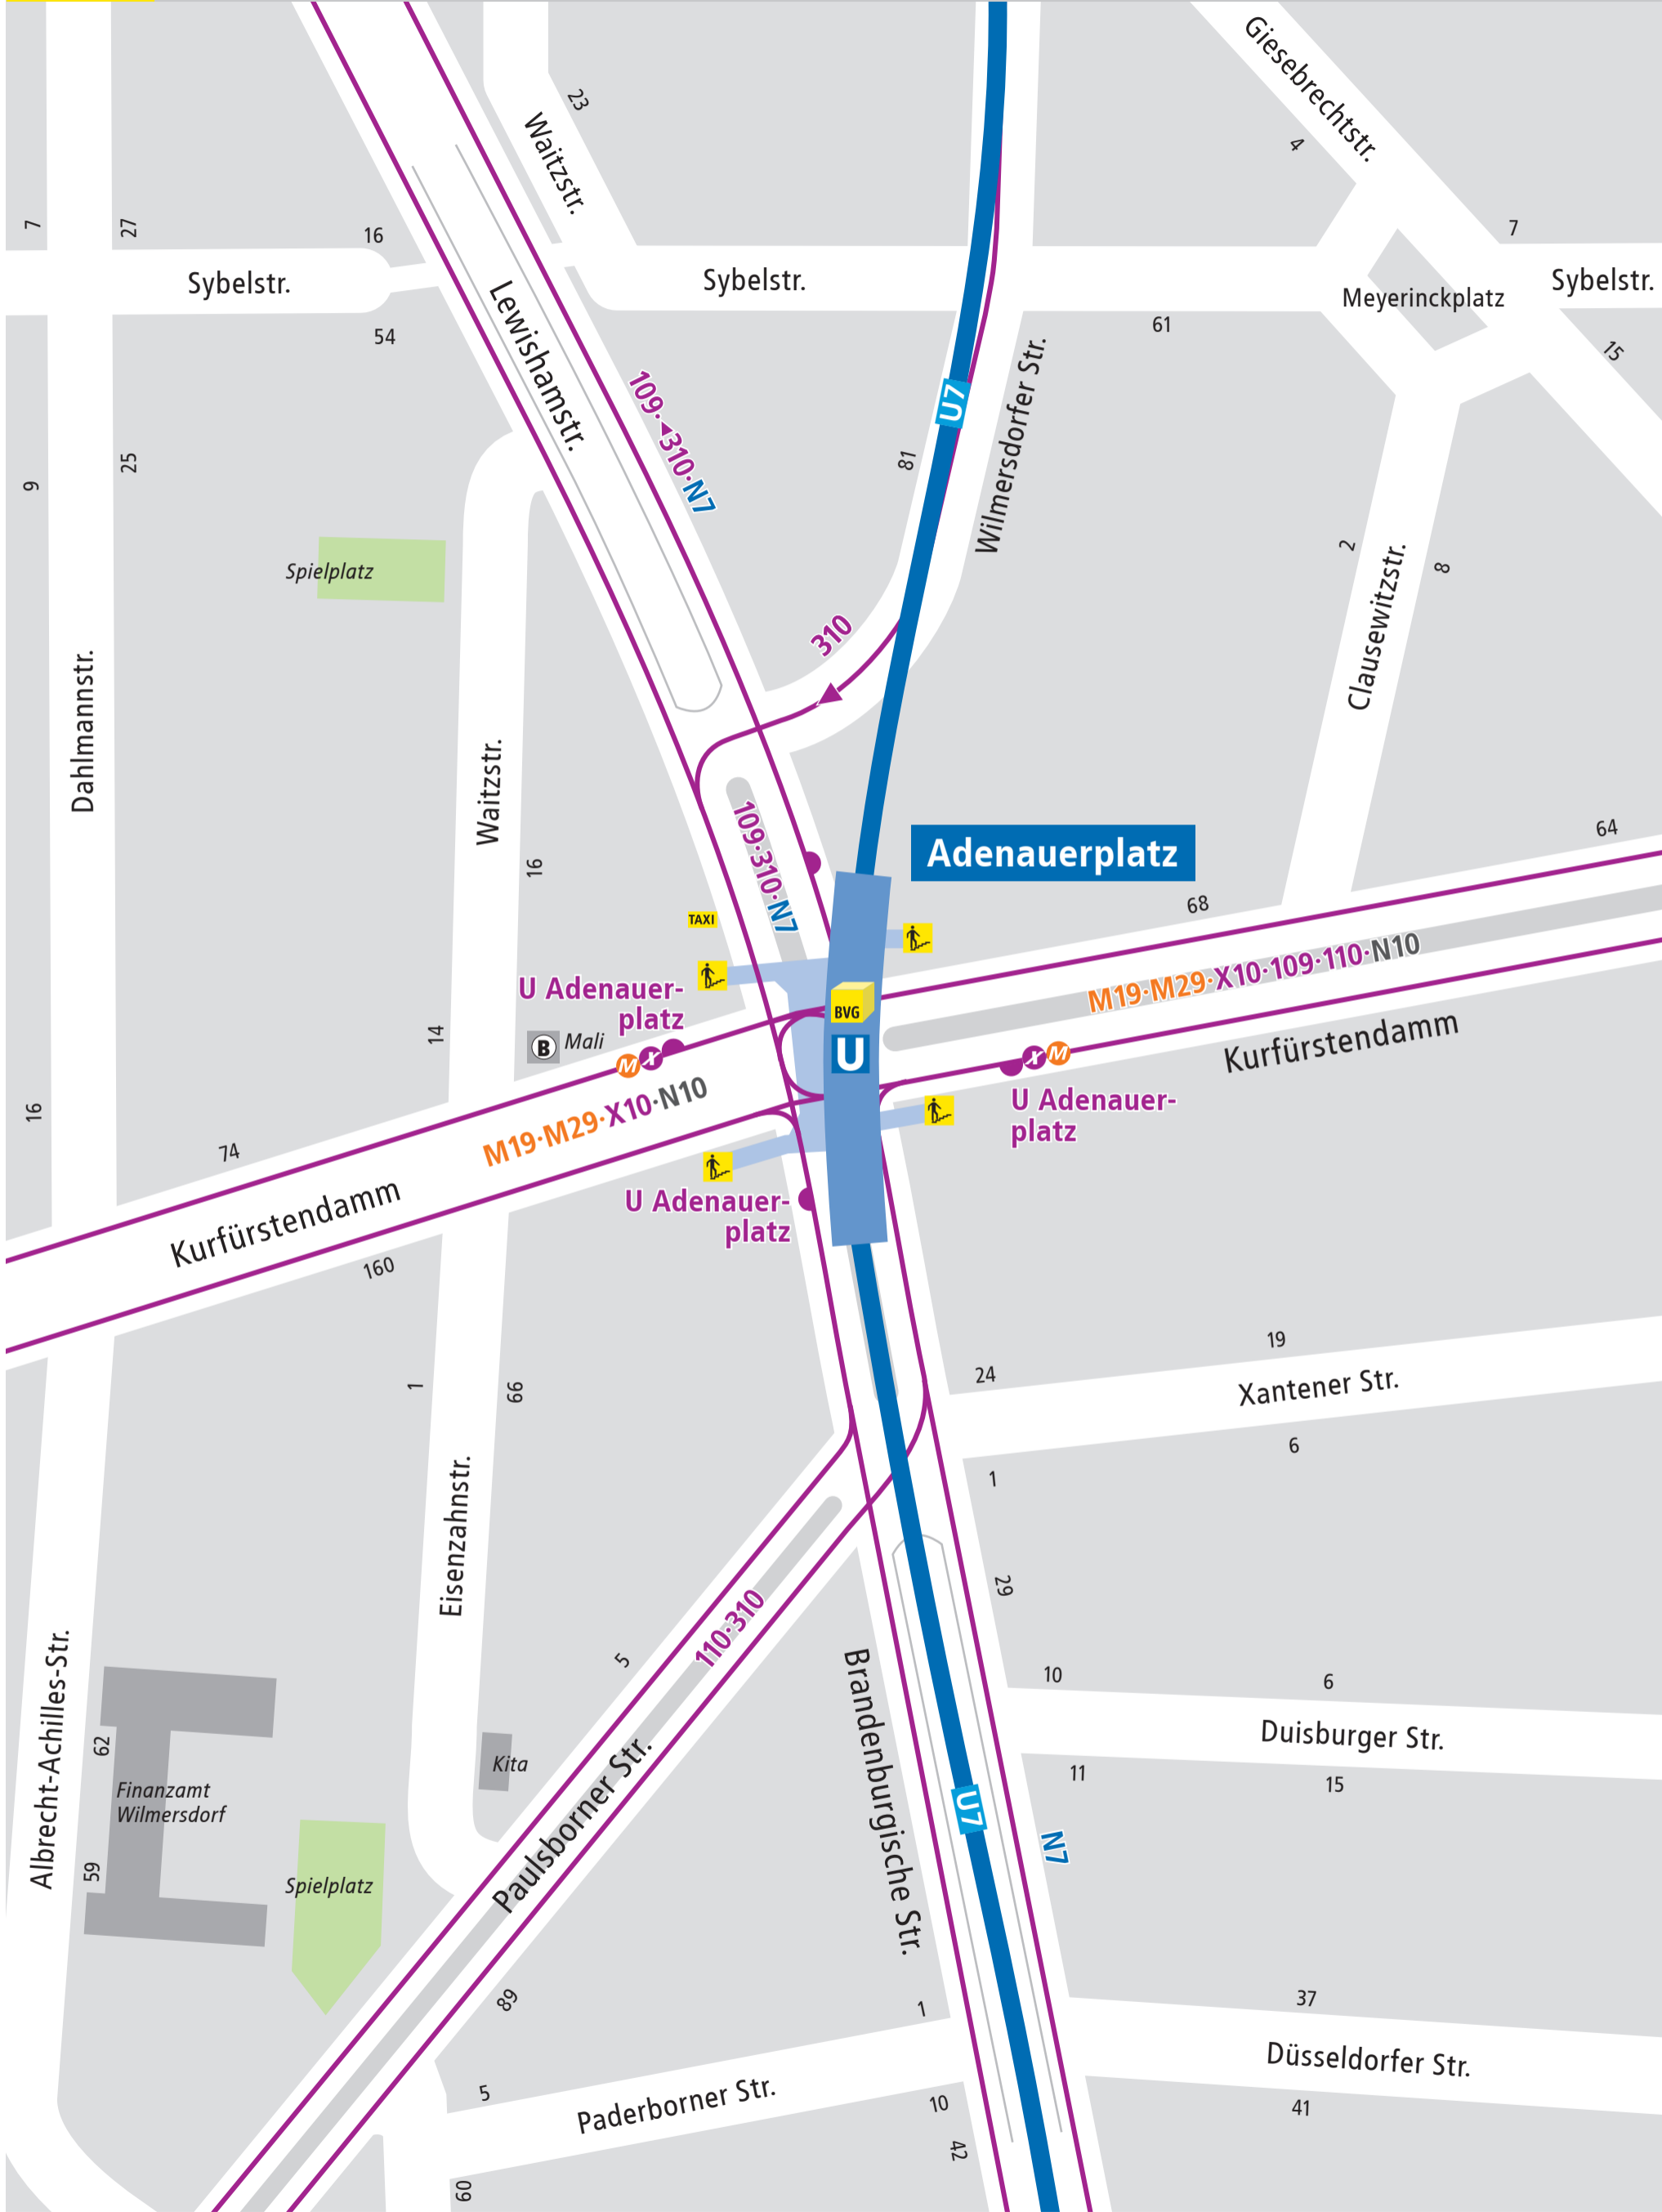 Giesebrechtstr.
23
Waitzstr.
4
7
27
16
7
Sybelstr.
Sybelstr.
Sybelstr.
Meyerinckplatz
54
61
15
Lewishamstr.
109·◄310·N7
U7
Wilmersdorfer Str.
81
9
25
2
8
Spielplatz
310
Clausewitzstr.
Dahlmannstr.
Waitzstr.
16
109·310·N7
Adenauerplatz
64
68
TAXI
M19·M29·X10·109·110·N10
Kurfürstendamm
U Adenauer-
platz
BVG
U
B
Mali
M
X
X
M
14
16
U Adenauer-
platz
M19·M29·X10·N10
74
Kurfürstendamm
U Adenauer-
platz
160
19
24
Xantener Str.
1
66
6
1
Eisenzahnstr.
29
110·310
5
10
6
Duisburger Str.
11
15
Albrecht-Achilles-Str.
62
Finanzamt
Wilmersdorf
59
Kita
Paulsborner Str.
Brandenburgische Str.
U7
N7
Spielplatz
89
1
37
Düsseldorfer Str.
5
Paderborner Str.
10
41
42
60